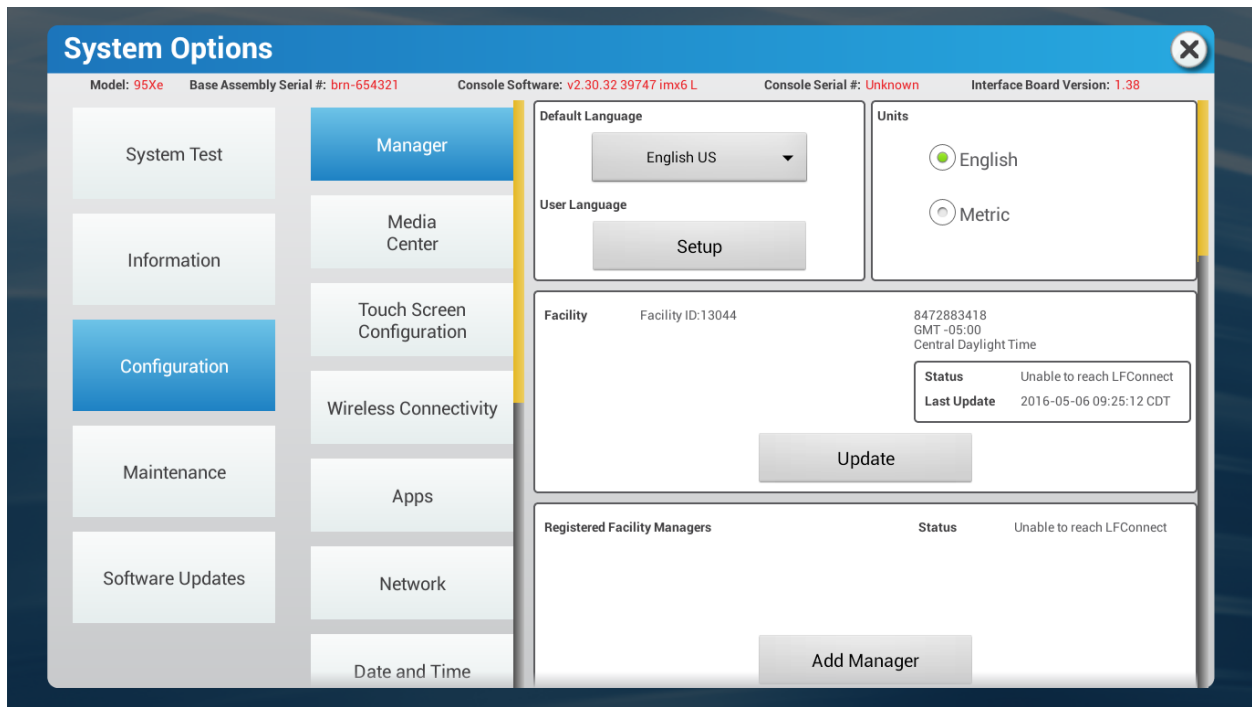 System Options
Model: 95Xe Base Assembly Serial #: brn-654321 Console Software: v2.30.32 39747 imx6 L Console Serial #: Unknown Interface Board Version: 1.38
System Test
Information
Configuration
Maintenance
Software Updates
Manager
Media
Center
Touch Screen
Configuration
Wireless Connectivity
Apps
Network
Date and Time
Default Language
English US
User Language
Setup
Units
English
Metric
Facility Facility ID:13044
8472883418
GMT -05:00
Central Daylight Time
Status Unable to reach LFConnect
Last Update 2016-05-06 09:25:12 CDT
Update
Registered Facility Managers Status Unable to reach LFConnect
Add Manager